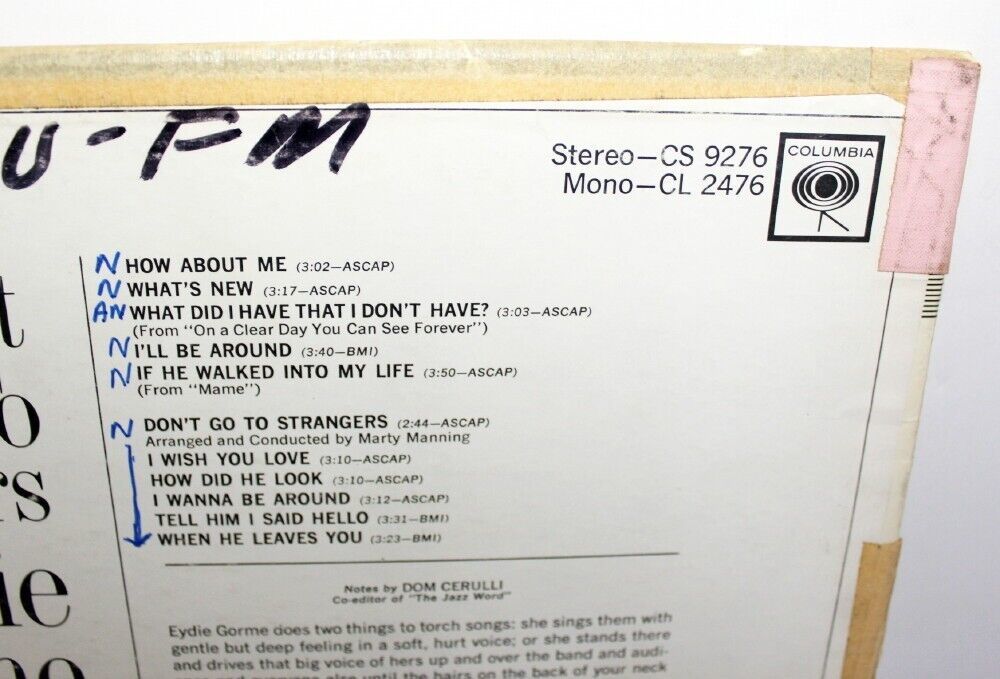 U-FM
Stereo—CS 9276
Mono—CL 2476
COLUMBIA
N HOW ABOUT ME (3:02—ASCAP)
N WHAT'S NEW (3:17—ASCAP)
AN WHAT DID I HAVE THAT I DON'T HAVE? (3:03—ASCAP)
(From "On a Clear Day You Can See Forever")
N I'LL BE AROUND (3:40—BMI)
N IF HE WALKED INTO MY LIFE (3:50—ASCAP)
(From "Mame")
N DON'T GO TO STRANGERS (2:44—ASCAP)
Arranged and Conducted by Marty Manning
I WISH YOU LOVE (3:10—ASCAP)
HOW DID HE LOOK (3:10—ASCAP)
I WANNA BE AROUND (3:12—ASCAP)
TELL HIM I SAID HELLO (3:31—BMI)
WHEN HE LEAVES YOU (3:23—BMI)
t
o
rs
ie
Notes by DOM CERULLI
Co-editor of "The Jazz Word"
Eydie Gorme does two things to torch songs: she sings them with
gentle but deep feeling in a soft, hurt voice; or she stands there
and drives that big voice of hers up and over the band and audi-
until the hairs on the back of your neck